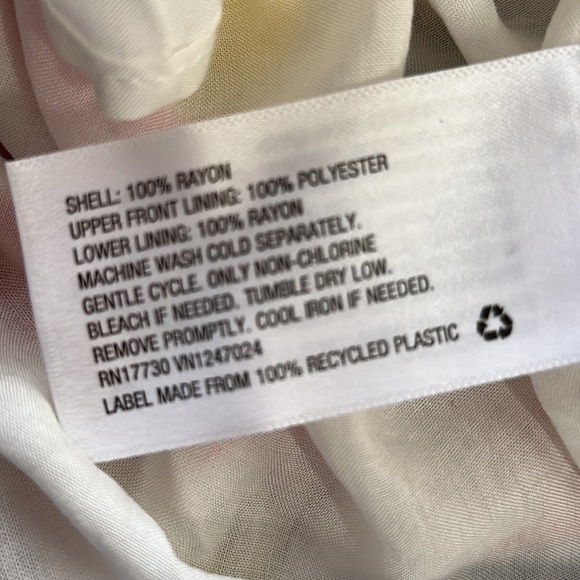 SHELL: 100% RAYON
UPPER FRONT LINING: 100% POLYESTER
LOWER LINING: 100% RAYON
MACHINE WASH COLD SEPARATELY.
GENTLE CYCLE. ONLY NON-CHLORINE
BLEACH IF NEEDED. TUMBLE DRY LOW.
REMOVE PROMPTLY. COOL IRON IF NEEDED.
RN17730 VN1247024
LABEL MADE FROM 100% RECYCLED PLASTIC